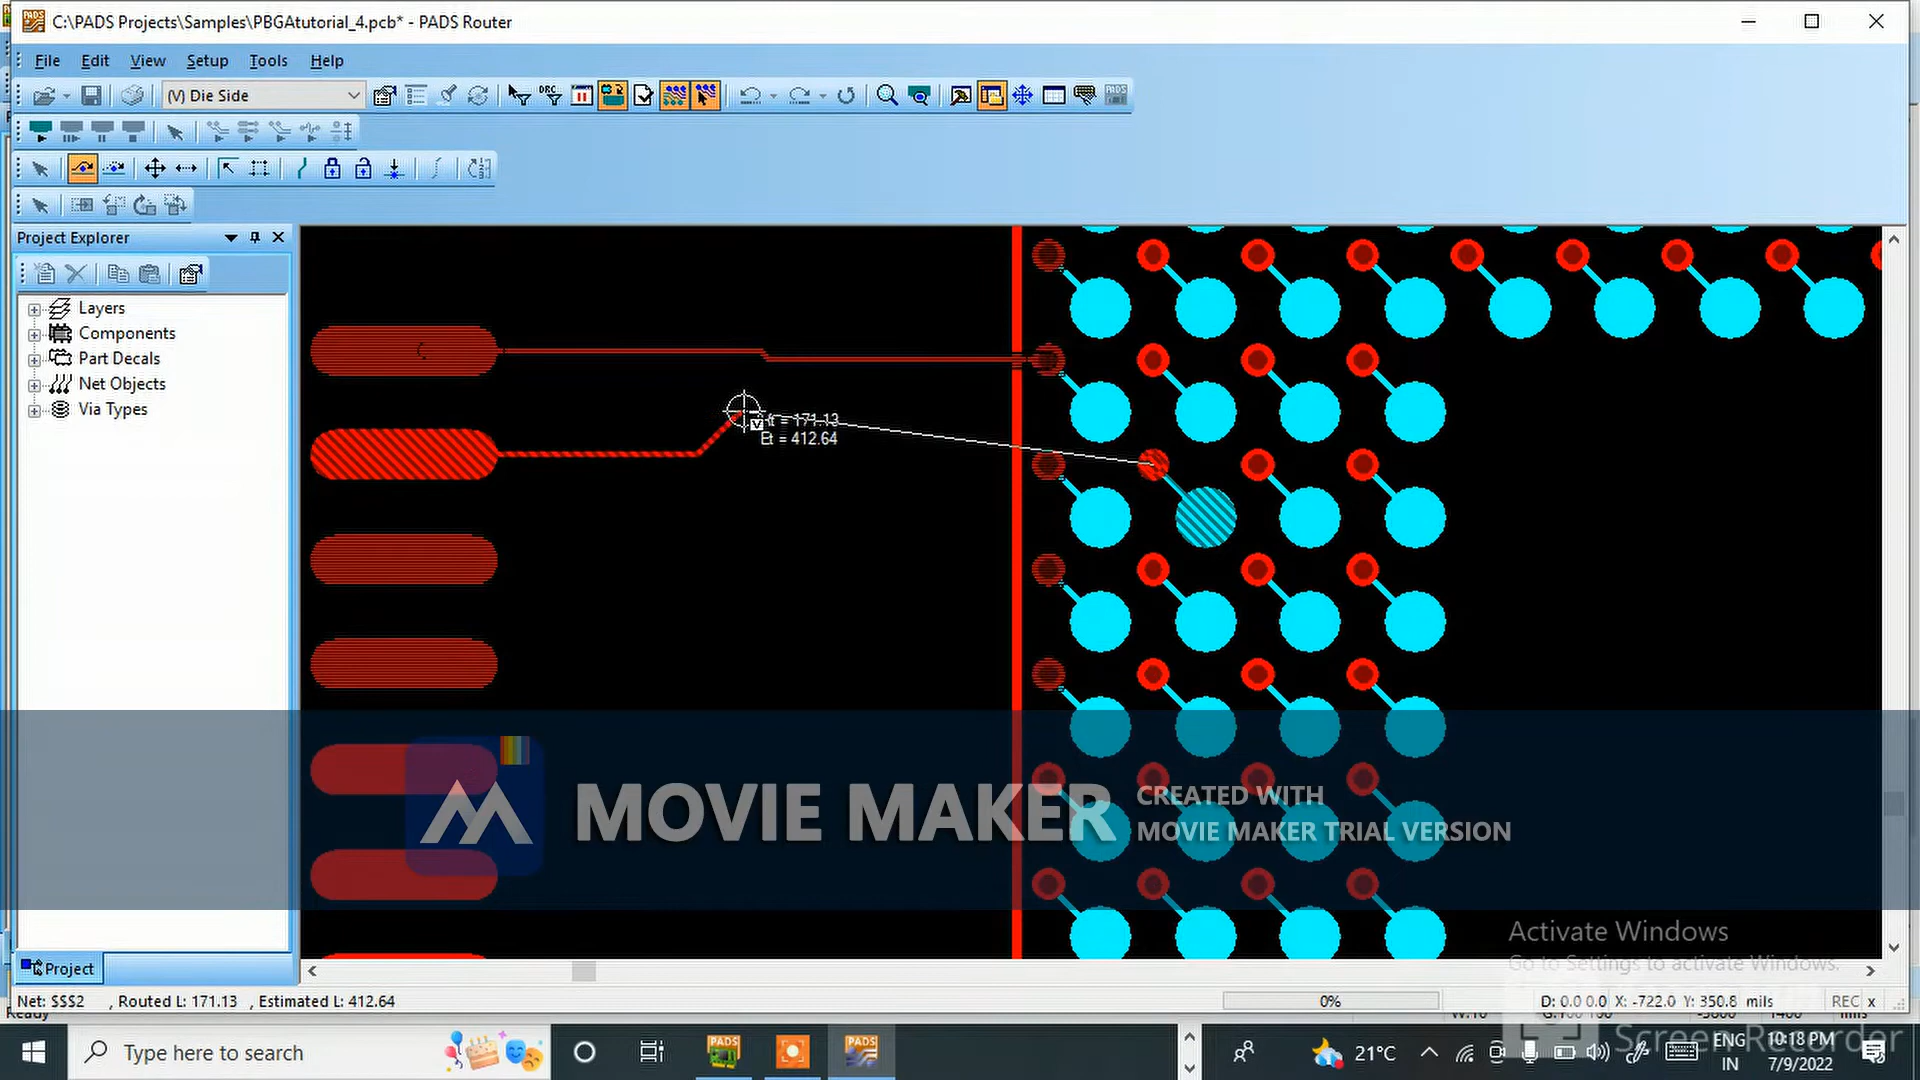 C:\PADS Projects\Samples\PBGAtutorial_4.pcb* - PADS Router
File Edit View Setup Tools Help
(V) Die Side
DRC
PADS
Project Explorer
Layers
Components
Part Decals
Net Objects
Via Types
= 171.13
Et = 412.64
MOVIE MAKER
CREATED WITH
MOVIE MAKER TRIAL VERSION
Activate Windows
Go to Settings to activate Windows.
Project
Net: $$$2 , Routed L: 171.13 , Estimated L: 412.64
0%
D: 0.0 0.0 X: -722.0 Y: 350.8 mils
REC x
Ready
Screen Recorder
Type here to search
PADS
PADS
21°C
ENG
IN
10:18 PM
7/9/2022